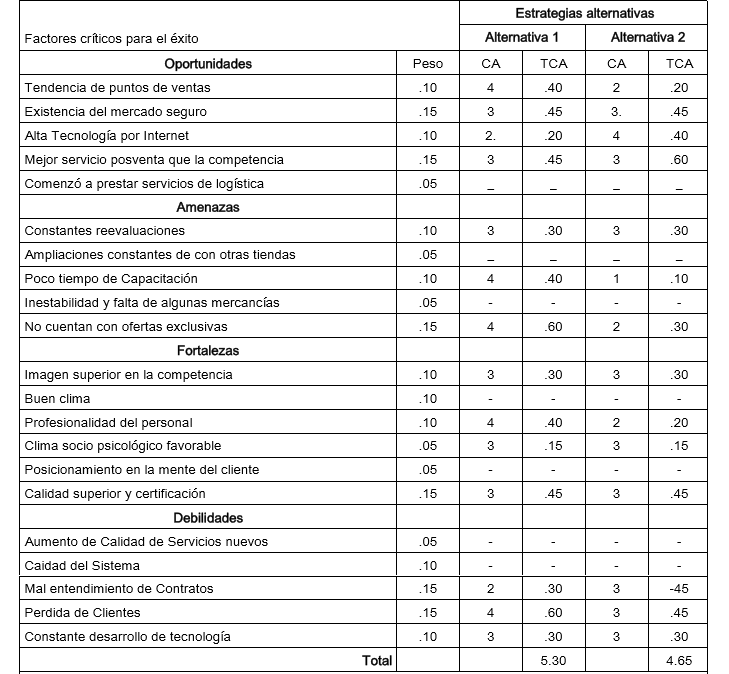 Estrategias alternativas
Factores críticos para el éxito Alternativa 1 Alternativa 2
Oportunidades Peso CA TCA CA TCA
Tendencia de puntos de ventas .10 4 .40 2 .20
Existencia del mercado seguro .15 3 .45 3. .45
Alta Tecnología por Internet .10 2. .20 4 .40
Mejor servicio posventa que la competencia .15 3 .45 3 .60
Comenzó a prestar servicios de logística .05 _ _ _ _
Amenazas
Constantes reevaluaciones .10 3 .30 3 .30
Ampliaciones constantes de con otras tiendas .05 _ _ _ _
Poco tiempo de Capacitación .10 4 .40 1 .10
Inestabilidad y falta de algunas mercancías .05 - - - -
No cuentan con ofertas exclusivas .15 4 .60 2 .30
Fortalezas
Imagen superior en la competencia .10 3 .30 3 .30
Buen clima .10 - - - -
Profesionalidad del personal .10 4 .40 2 .20
Clima socio psicológico favorable .05 3 .15 3 .15
Posicionamiento en la mente del cliente .05 - - - -
Calidad superior y certificación .15 3 .45 3 .45
Debilidades
Aumento de Calidad de Servicios nuevos .05 - - - -
Caidad del Sistema .10 - - - -
Mal entendimiento de Contratos .15 2 .30 3 -45
Perdida de Clientes .15 4 .60 3 .45
Constante desarrollo de tecnología .10 3 .30 3 .30
Total 5.30 4.65